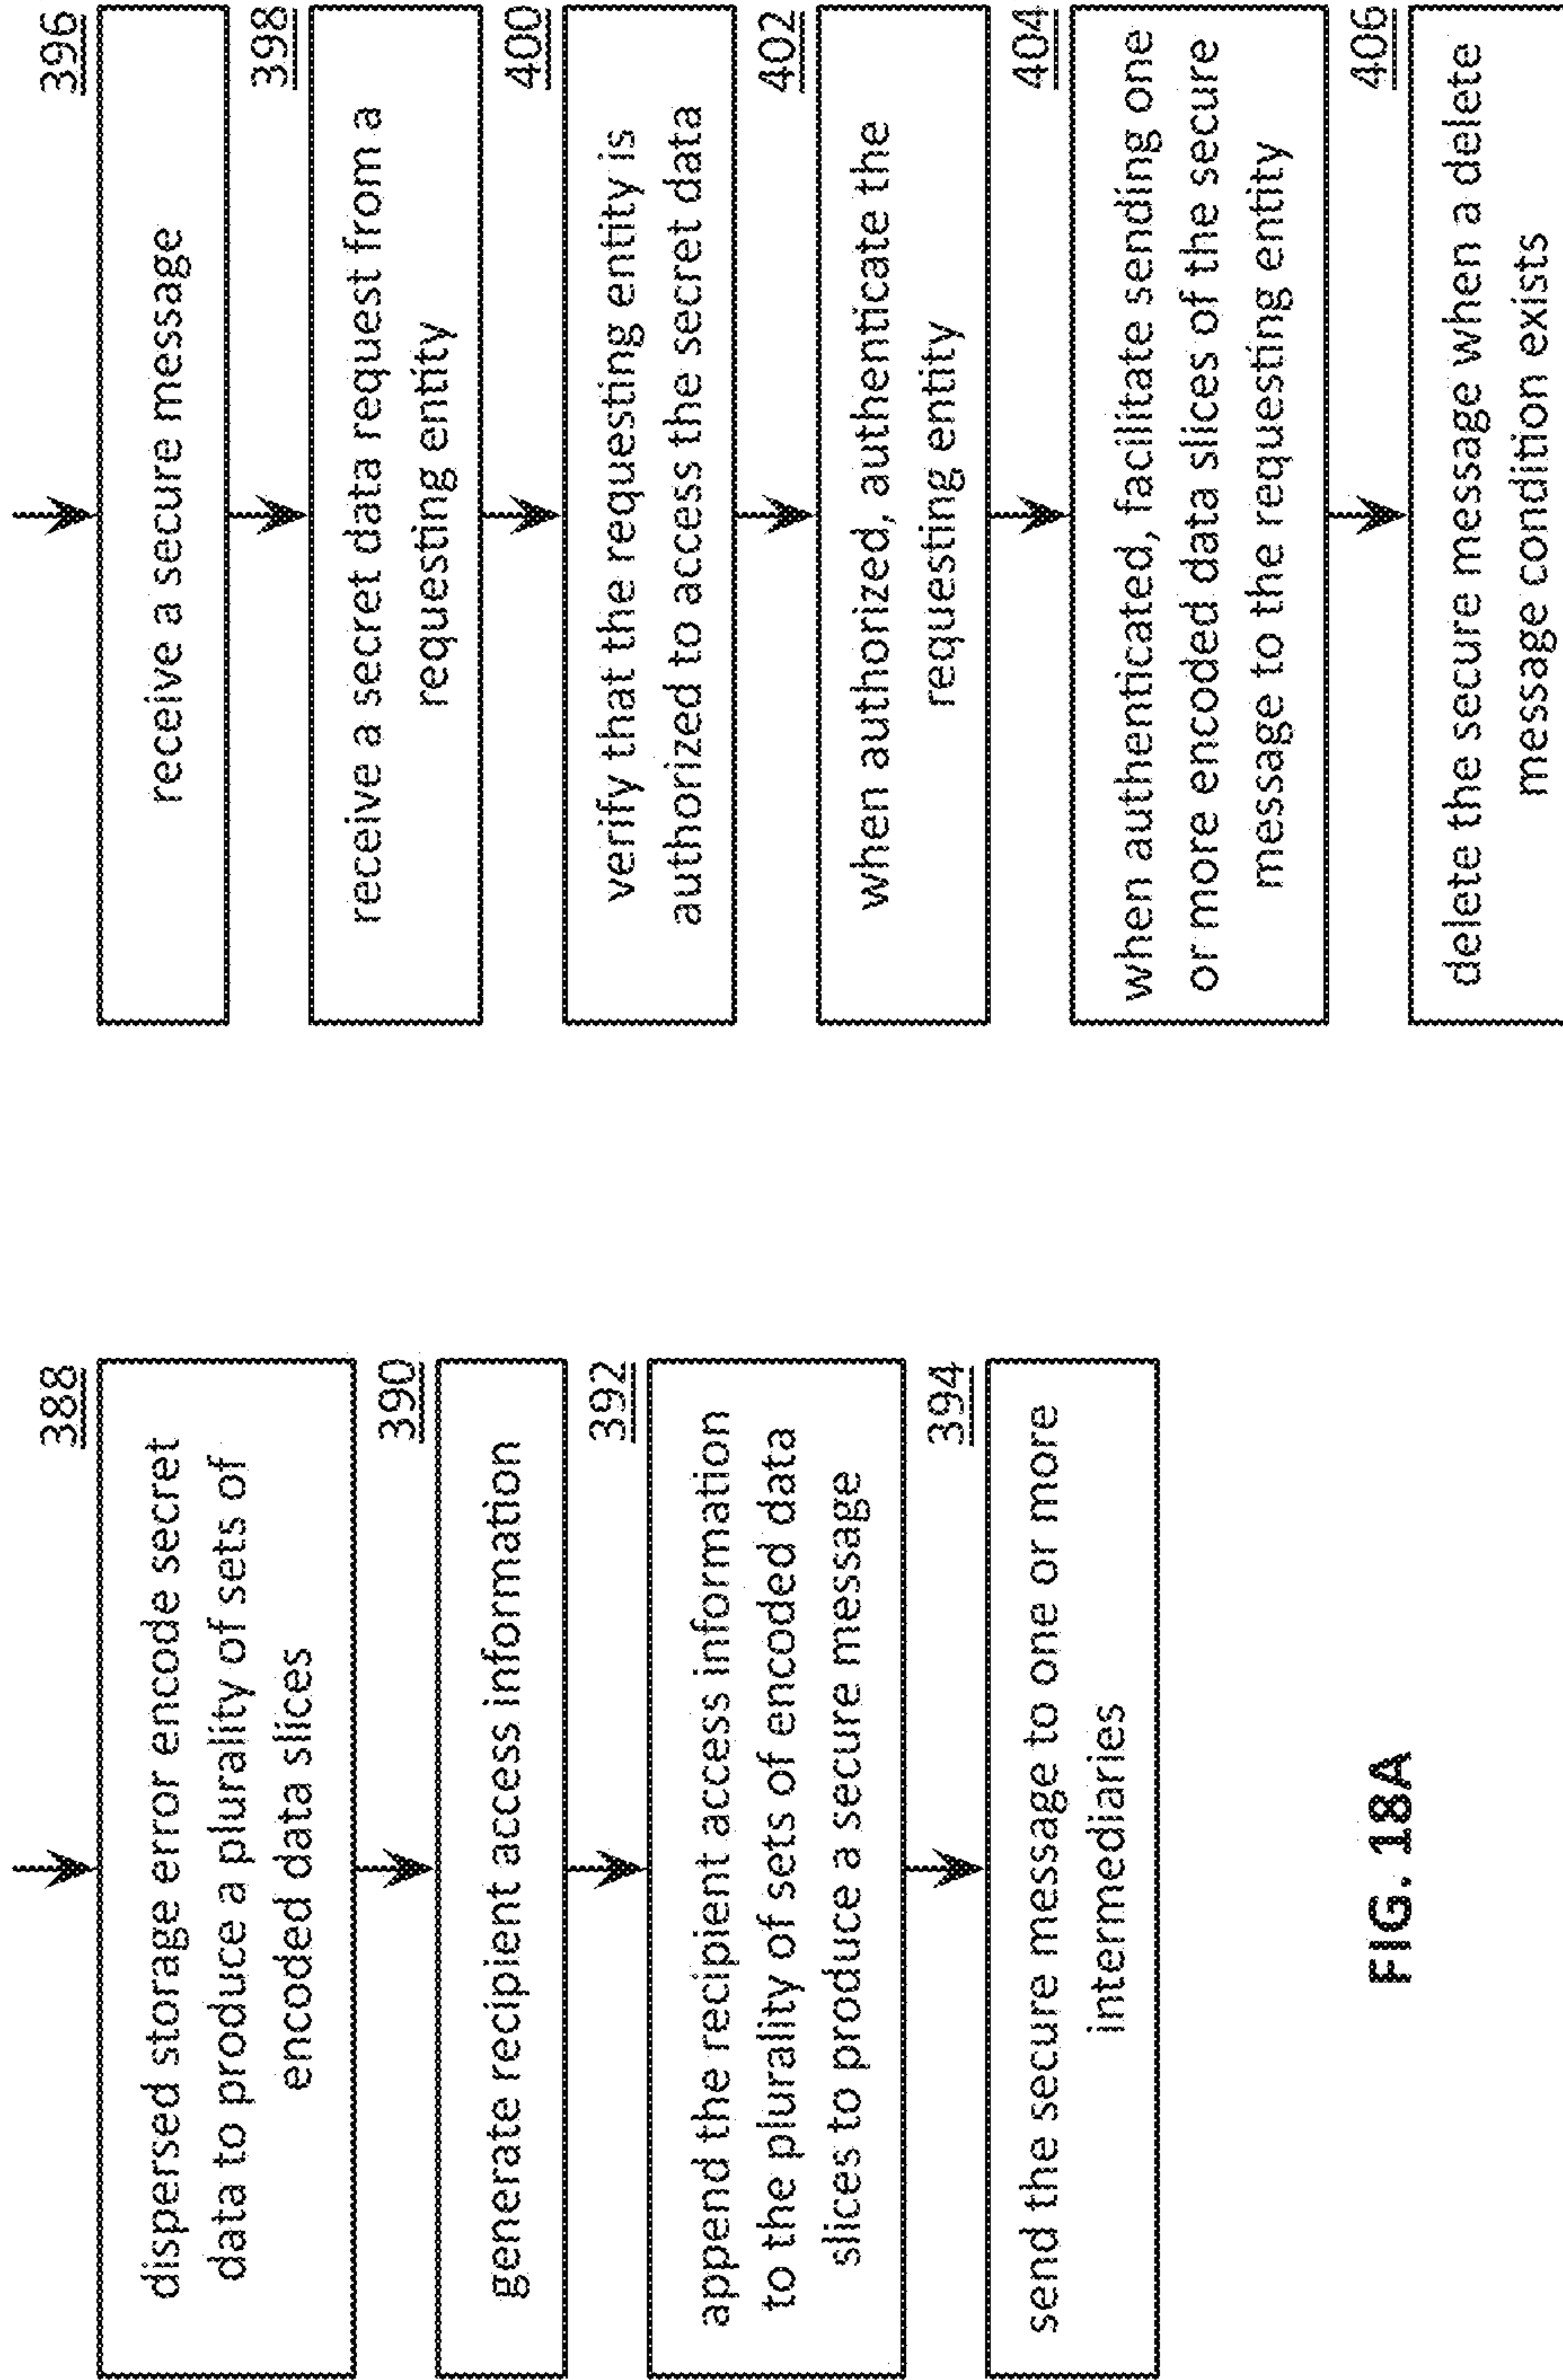 388
dispersed storage error encode secret
data to produce a plurality of sets of
encoded data slices
390
generate recipient access information
392
append the recipient access information
to the plurality of sets of encoded data
slices to produce a secure message
394
send the secure message to one or more
intermediaries
FIG. 18A
396
receive a secure message
398
receive a secret data request from a
requesting entity
400
verify that the requesting entity is
authorized to access the secret data
402
when authorized, authenticate the
requesting entity
404
when authenticated, facilitate sending one
or more encoded data slices of the secure
message to the requesting entity
406
delete the secure message when a delete
message condition exists